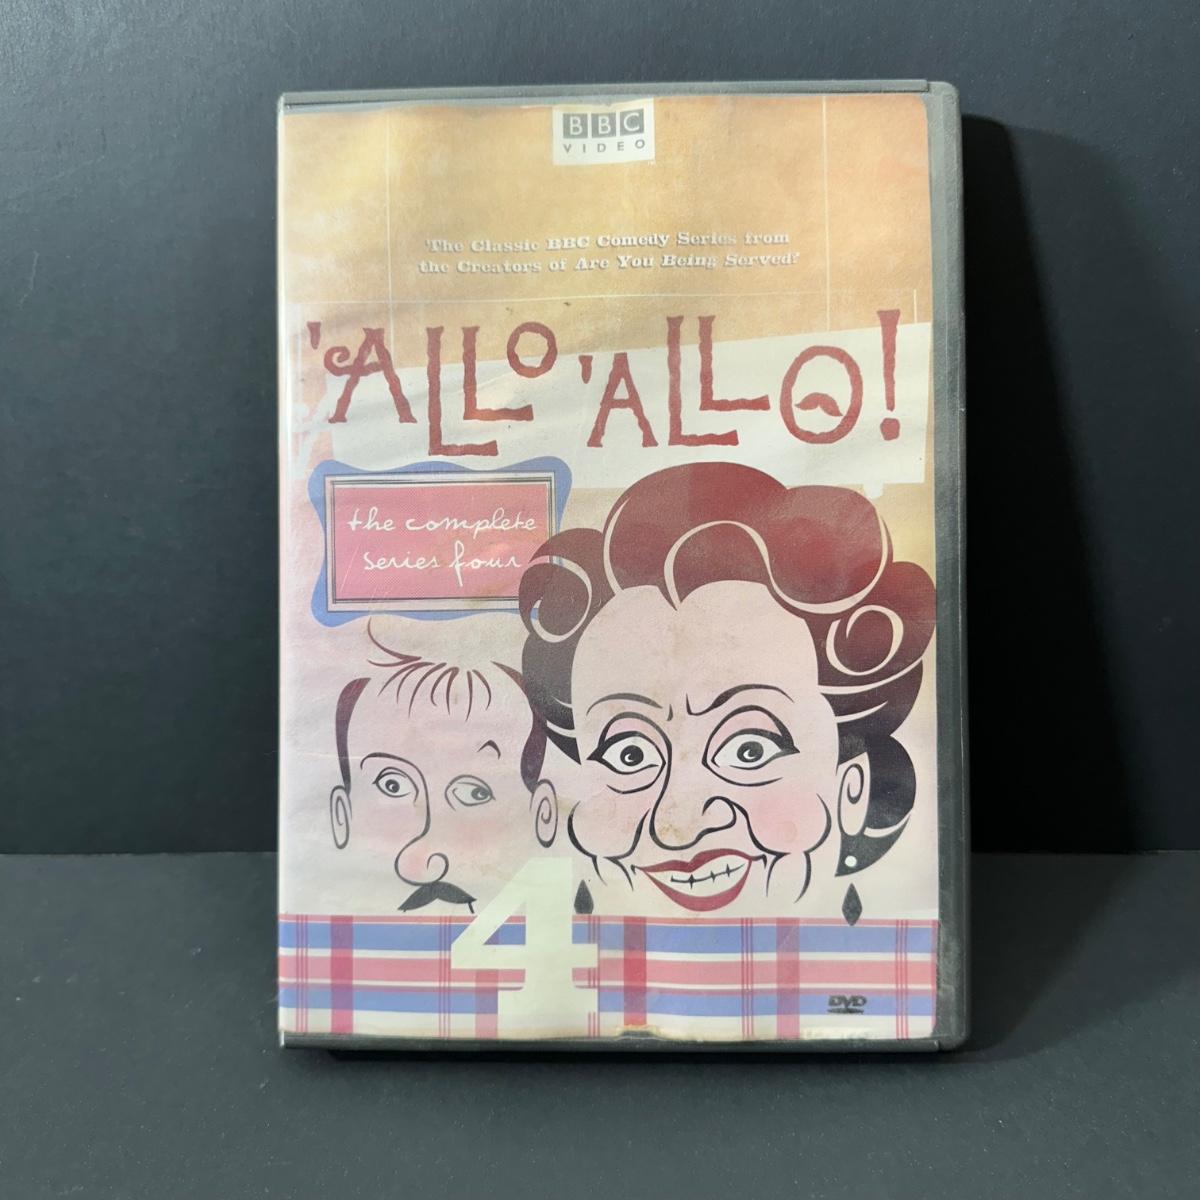 BBC
VIDEO
The Classic BBC Comedy Series from
the Creators of Are You Being Served?
'ALLO 'ALLO!
the complete
series four
4
DVD